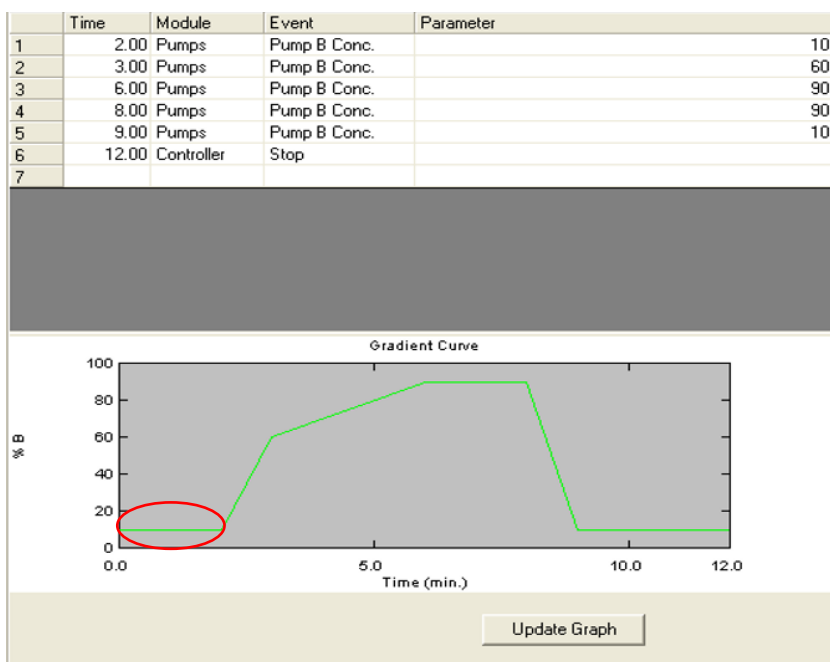 Time Module Event Parameter
1 2.00 Pumps Pump B Conc. 10
2 3.00 Pumps Pump B Conc. 60
3 6.00 Pumps Pump B Conc. 90
4 8.00 Pumps Pump B Conc. 90
5 9.00 Pumps Pump B Conc. 10
6 12.00 Controller Stop
7
Gradient Curve
100
80
60
40
20
0
% B
0.0 5.0 10.0 12.0
Time (min.)
Update Graph